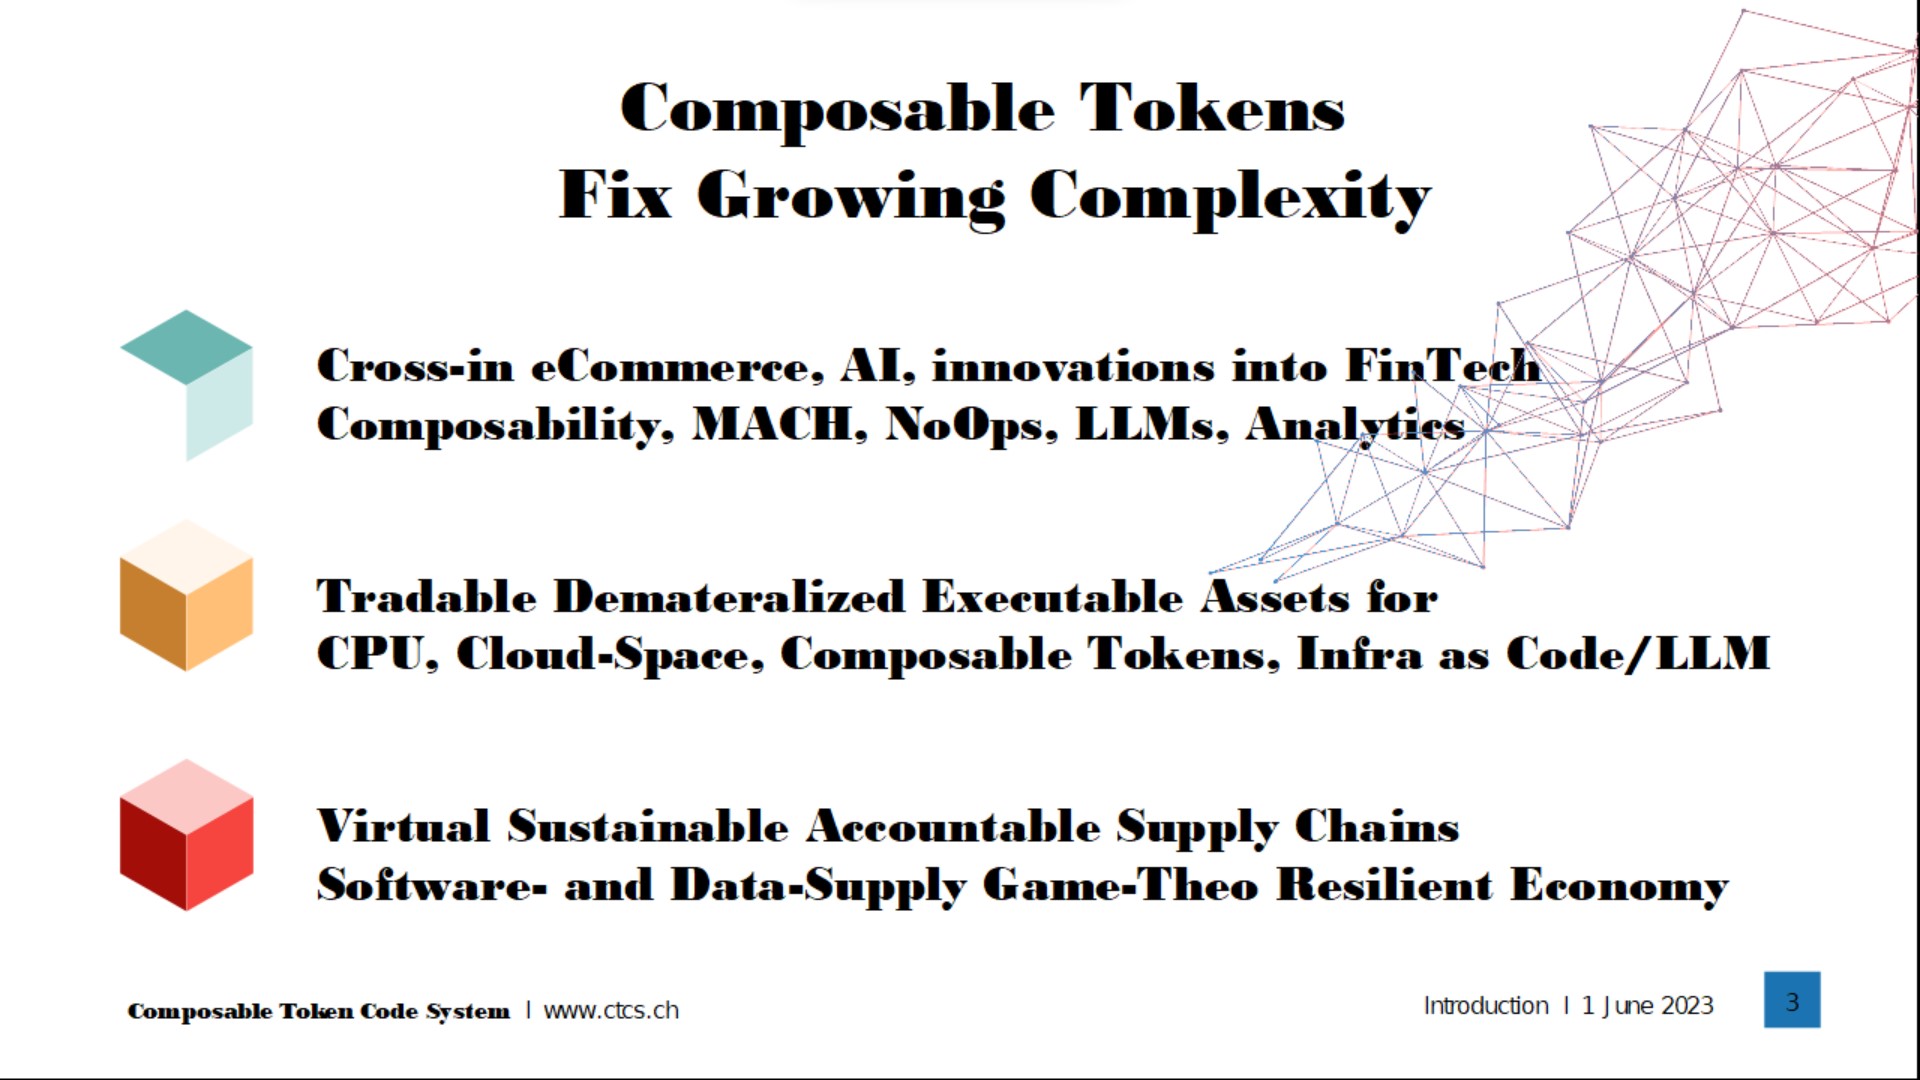 Composable Tokens
Fix Growing Complexity
Cross-in eCommerce, AI, innovations into FinTech
Composability, MACH, NoOps, LLMs, Analytics
Tradable Demateralized Executable Assets for
CPU, Cloud-Space, Composable Tokens, Infra as Code/LLM
Virtual Sustainable Accountable Supply Chains
Software- and Data-Supply Game-Theo Resilient Economy
Composable Token Code System | www.ctcs.ch
Introduction | 1 June 2023
3